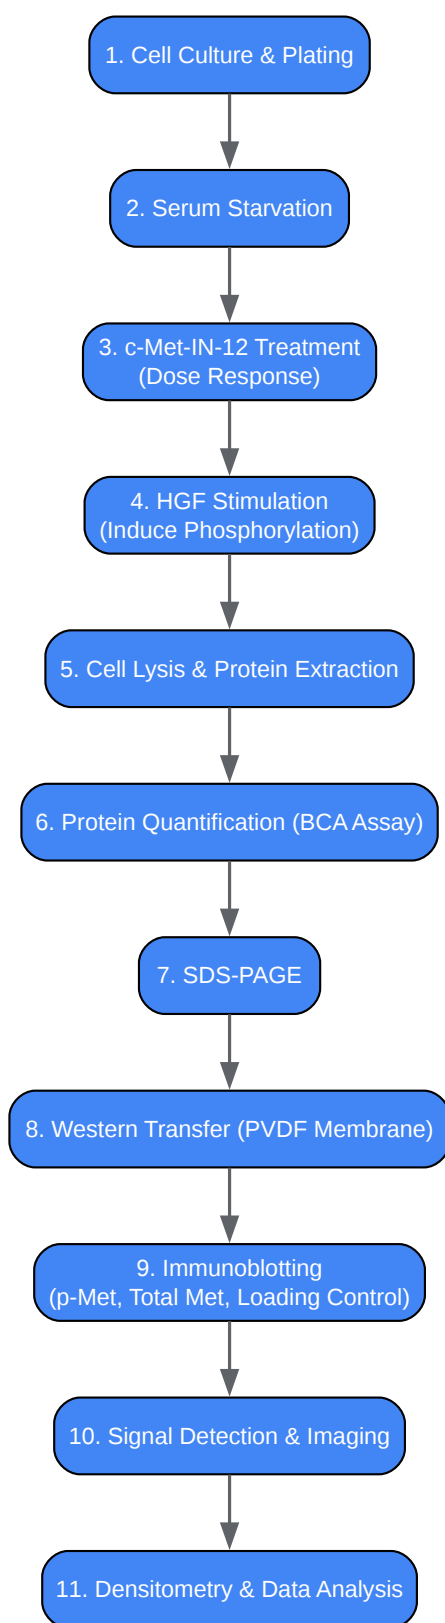 1. Cell Culture & Plating
2. Serum Starvation
3. c-Met-IN-12 Treatment
(Dose Response)
4. HGF Stimulation
(Induce Phosphorylation)
5. Cell Lysis & Protein Extraction
6. Protein Quantification (BCA Assay)
7. SDS-PAGE
8. Western Transfer (PVDF Membrane)
9. Immunoblotting
(p-Met, Total Met, Loading Control)
10. Signal Detection & Imaging
11. Densitometry & Data Analysis